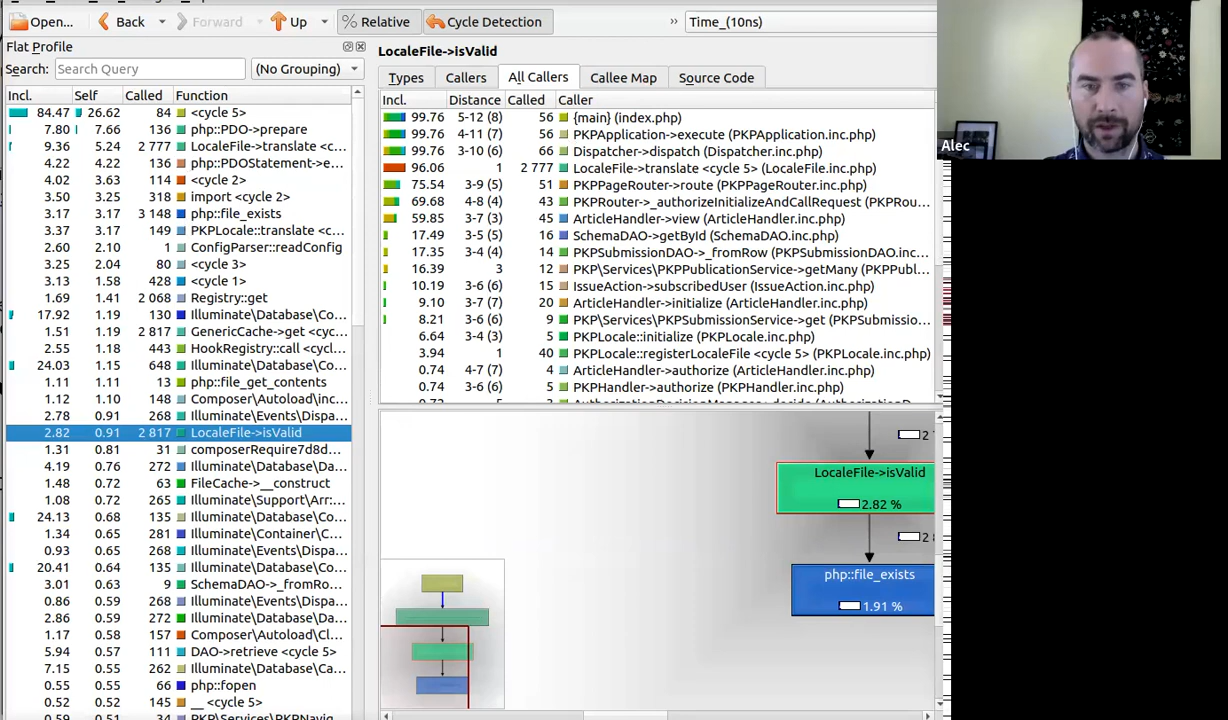 Open... Back Forward Up Relative Cycle Detection » Time_(10ns)
Flat Profile
Search: Search Query (No Grouping)
Incl. Self Called Function
84.47 26.62 84 <cycle 5>
7.80 7.66 136 php::PDO->prepare
9.36 5.24 2 777 LocaleFile->translate <cy...
4.22 4.22 136 php::PDOStatement->e...
4.02 3.63 114 <cycle 2>
3.50 3.25 318 import <cycle 2>
3.17 3.17 3 148 php::file_exists
3.37 3.17 149 PKPLocale::translate <c...
2.60 2.10 1 ConfigParser::readConfig
3.25 2.04 80 <cycle 3>
3.13 1.58 428 <cycle 1>
1.69 1.41 2 068 Registry::get
17.92 1.19 130 Illuminate\Database\Co...
1.51 1.19 2 817 GenericCache->get <cyc...
2.55 1.18 443 HookRegistry::call <cycl...
24.03 1.15 648 Illuminate\Database\Co...
1.11 1.11 13 php::file_get_contents
1.12 1.10 148 Composer\Autoload\inc...
2.78 0.91 268 Illuminate\Events\Dispa...
2.82 0.91 2 817 LocaleFile->isValid
1.31 0.81 31 composerRequire7d8d...
4.19 0.76 272 Illuminate\Database\Da...
1.48 0.72 63 FileCache->__construct
1.08 0.72 265 Illuminate\Support\Arr:...
24.13 0.68 135 Illuminate\Database\Co...
1.34 0.65 281 Illuminate\Container\C...
0.93 0.65 268 Illuminate\Events\Dispa...
20.41 0.64 135 Illuminate\Database\Co...
3.01 0.63 9 SchemaDAO->_fromRo...
0.86 0.59 268 Illuminate\Events\Dispa...
2.86 0.59 272 Illuminate\Database\Da...
1.17 0.58 157 Composer\Autoload\Cl...
5.94 0.57 111 DAO->retrieve <cycle 5>
7.15 0.55 262 Illuminate\Database\Ca...
0.55 0.55 66 php::fopen
0.52 0.52 145 __ <cycle 5>
0.59 0.51 34 PKP\Services\PKPNavig...
LocaleFile->isValid
Types Callers All Callers Callee Map Source Code
Incl. Distance Called Caller
99.76 5-12 (8) 56 {main} (index.php)
99.76 4-11 (7) 56 PKPApplication->execute (PKPApplication.inc.php)
99.76 3-10 (6) 66 Dispatcher->dispatch (Dispatcher.inc.php)
96.06 1 2 777 LocaleFile->translate <cycle 5> (LocaleFile.inc.php)
75.54 3-9 (5) 51 PKPPageRouter->route (PKPPageRouter.inc.php)
69.68 4-8 (4) 43 PKPRouter->_authorizeInitializeAndCallRequest (PKPRou...
59.85 3-7 (3) 45 ArticleHandler->view (ArticleHandler.inc.php)
17.49 3-5 (5) 16 SchemaDAO->getById (SchemaDAO.inc.php)
17.35 3-4 (4) 14 PKPSubmissionDAO->_fromRow (PKPSubmissionDAO.inc...
16.39 3 12 PKP\Services\PKPPublicationService->getMany (PKPPubl...
10.19 3-6 (6) 15 IssueAction->subscribedUser (IssueAction.inc.php)
9.10 3-7 (7) 20 ArticleHandler->initialize (ArticleHandler.inc.php)
8.21 3-6 (6) 9 PKP\Services\PKPSubmissionService->get (PKPSubmissio...
6.64 3-4 (3) 5 PKPLocale::initialize (PKPLocale.inc.php)
3.94 1 40 PKPLocale::registerLocaleFile <cycle 5> (PKPLocale.inc.php)
0.74 4-7 (7) 4 ArticleHandler->authorize (ArticleHandler.inc.php)
0.74 3-6 (6) 5 PKPHandler->authorize (PKPHandler.inc.php)
LocaleFile->isValid
2.82 %
php::file_exists
1.91 %
Alec